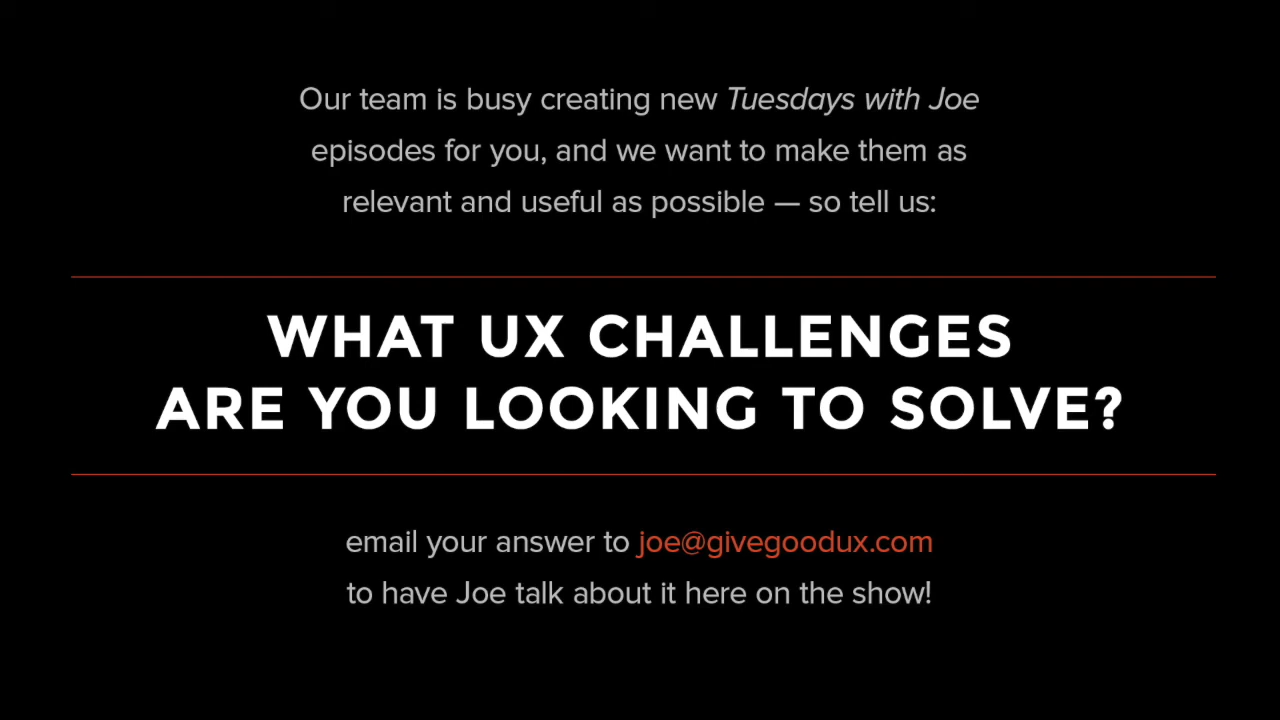 Our team is busy creating new Tuesdays with Joe
episodes for you, and we want to make them as
relevant and useful as possible — so tell us:
WHAT UX CHALLENGES
ARE YOU LOOKING TO SOLVE?
email your answer to joe@givegoodux.com
to have Joe talk about it here on the show!